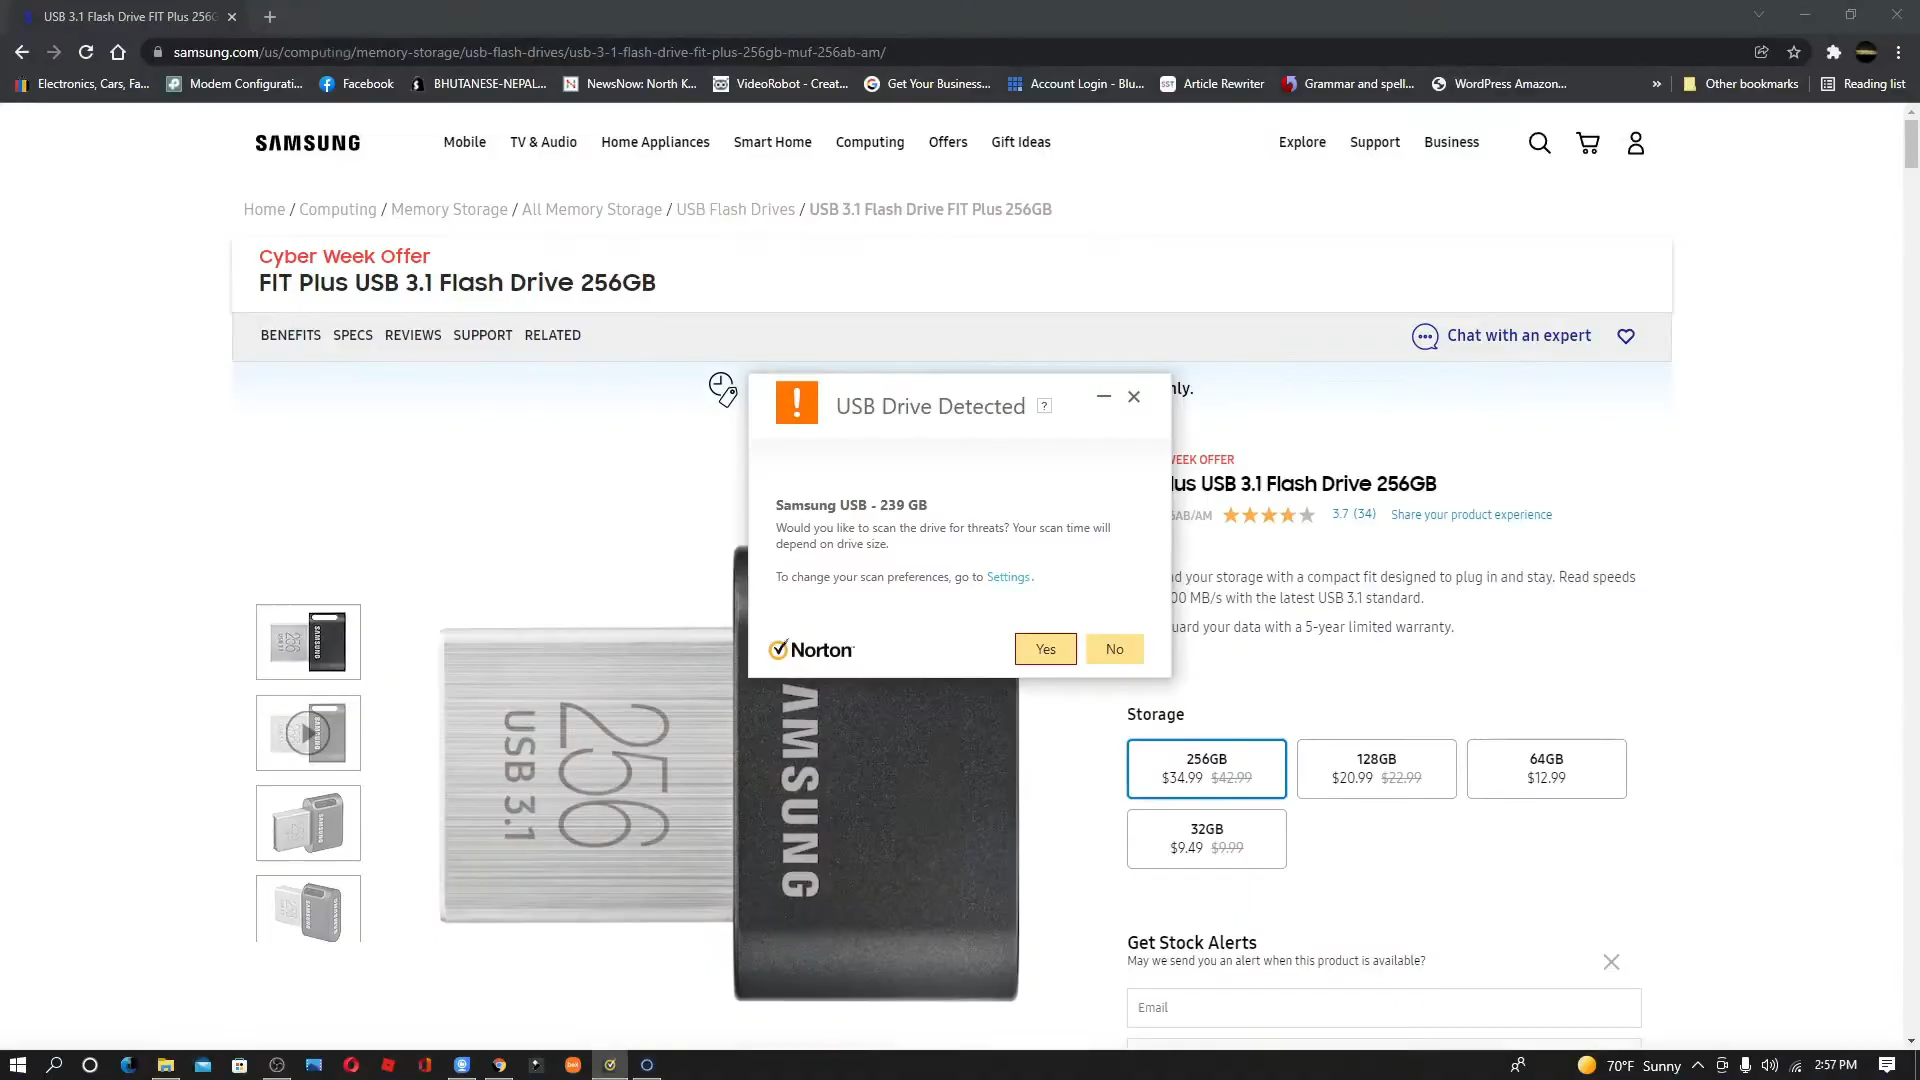 USB 3.1 Flash Drive FIT Plus 256G
samsung.com/us/computing/memory-storage/usb-flash-drives/usb-3-1-flash-drive-fit-plus-256gb-muf-256ab-am/
Electronics, Cars, Fa... Modem Configurati... Facebook BHUTANESE-NEPAL... NewsNow: North K... VideoRobot - Creat... Get Your Business... Account Login - Blu... SST Article Rewriter Grammar and spell... WordPress Amazon... » Other bookmarks Reading list
SAMSUNG Mobile TV & Audio Home Appliances Smart Home Computing Offers Gift Ideas Explore Support Business
Home / Computing / Memory Storage / All Memory Storage / USB Flash Drives / USB 3.1 Flash Drive FIT Plus 256GB
Cyber Week Offer
FIT Plus USB 3.1 Flash Drive 256GB
BENEFITS SPECS REVIEWS SUPPORT RELATED Chat with an expert
nly.
USB Drive Detected ?
Samsung USB - 239 GB
Would you like to scan the drive for threats? Your scan time will
depend on drive size.
To change your scan preferences, go to Settings.
Norton Yes No
EEK OFFER
lus USB 3.1 Flash Drive 256GB
6AB/AM 3.7 (34) Share your product experience
d your storage with a compact fit designed to plug in and stay. Read speeds
00 MB/s with the latest USB 3.1 standard.
uard your data with a 5-year limited warranty.
256
USB 3.1
AMSUNG
Storage
256GB
$34.99 $42.99
128GB
$20.99 $22.99
64GB
$12.99
32GB
$9.49 $9.99
Get Stock Alerts
May we send you an alert when this product is available?
Email
70°F Sunny 2:57 PM